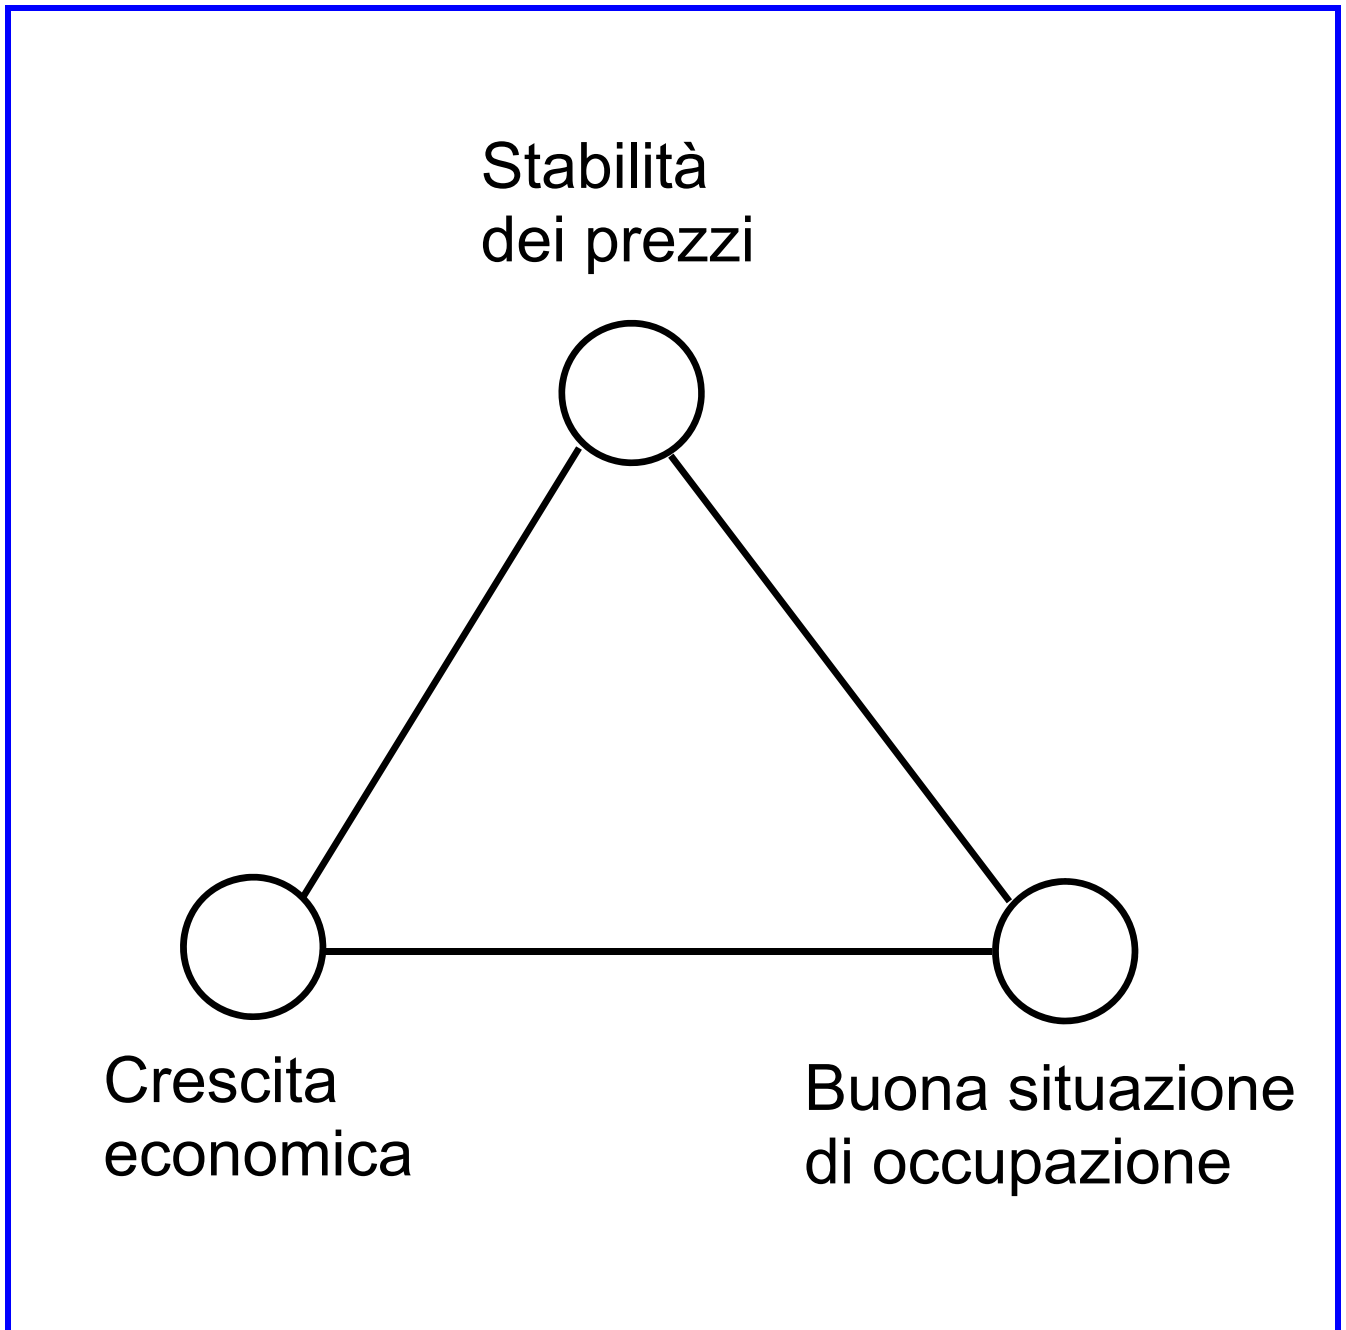 Stabilità
dei prezzi
Crescita
economica
Buona situazione
di occupazione